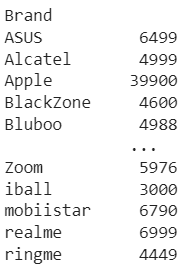 Brand
ASUS 6499
Alcatel 4999
Apple 39900
BlackZone 4600
Bluboo 4988
...
Zoom 5976
iball 3000
mobiistar 6790
realme 6999
ringme 4449